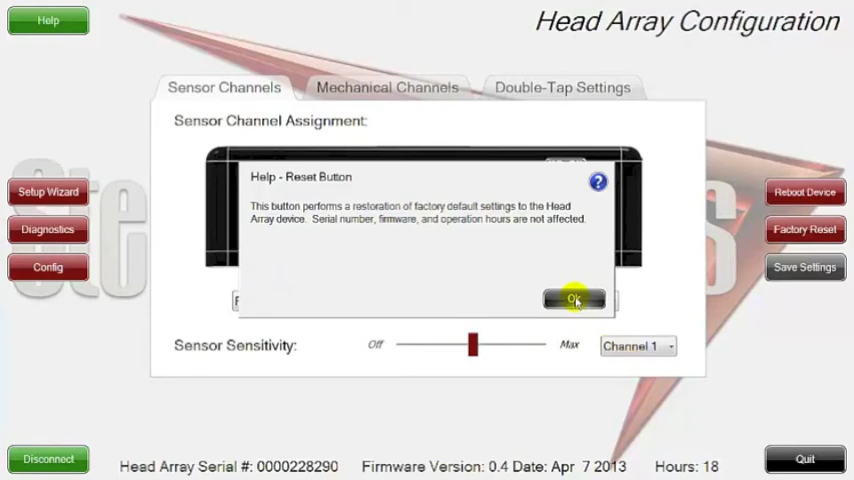 Help
Head Array Configuration
Sensor Channels
Mechanical Channels
Double-Tap Settings
Sensor Channel Assignment:
Help - Reset Button
This button performs a restoration of factory default settings to the Head
Array device. Serial number, firmware, and operation hours are not affected.
?
Ok
Setup Wizard
Diagnostics
Config
Reboot Device
Factory Reset
Save Settings
Sensor Sensitivity:
Off
Max
Channel 1
Disconnect
Head Array Serial #: 0000228290
Firmware Version: 0.4 Date: Apr 7 2013
Hours: 18
Quit